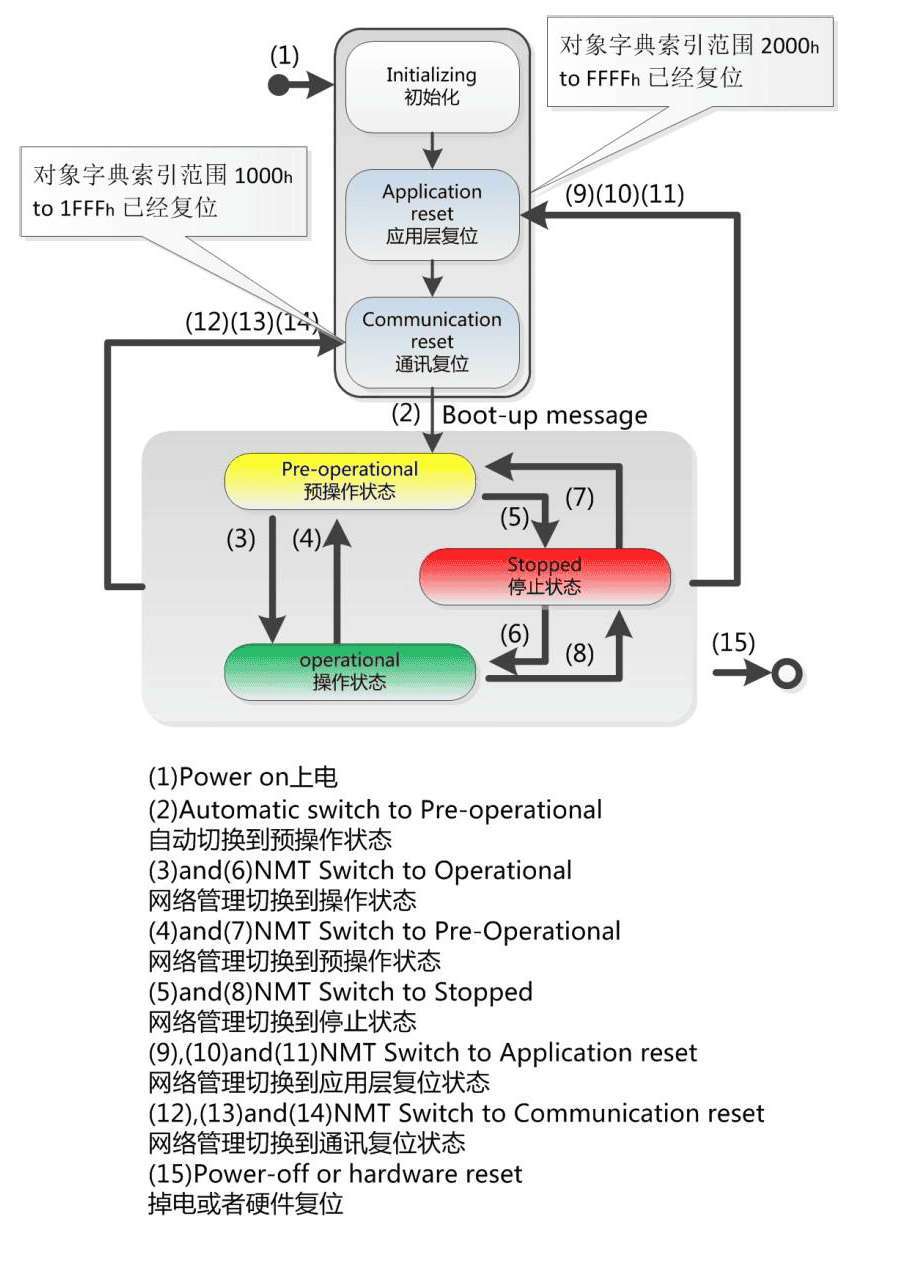 (1)
Initializing
初始化
对象字典索引范围 2000h
to FFFFh 已经复位
对象字典索引范围 1000h
to 1FFFh 已经复位
Application
reset
应用层复位
(9)(10)(11)
(12)(13)(14)
Communication
reset
通讯复位
(2) Boot-up message
Pre-operational
预操作状态
(3)
(4)
(5)
(7)
Stopped
停止状态
(6)
(8)
operational
操作状态
(15)
(1)Power on上电
(2)Automatic switch to Pre-operational
自动切换到预操作状态
(3)and(6)NMT Switch to Operational
网络管理切换到操作状态
(4)and(7)NMT Switch to Pre-Operational
网络管理切换到预操作状态
(5)and(8)NMT Switch to Stopped
网络管理切换到停止状态
(9),(10)and(11)NMT Switch to Application reset
网络管理切换到应用层复位状态
(12),(13)and(14)NMT Switch to Communication reset
网络管理切换到通讯复位状态
(15)Power-off or hardware reset
掉电或者硬件复位